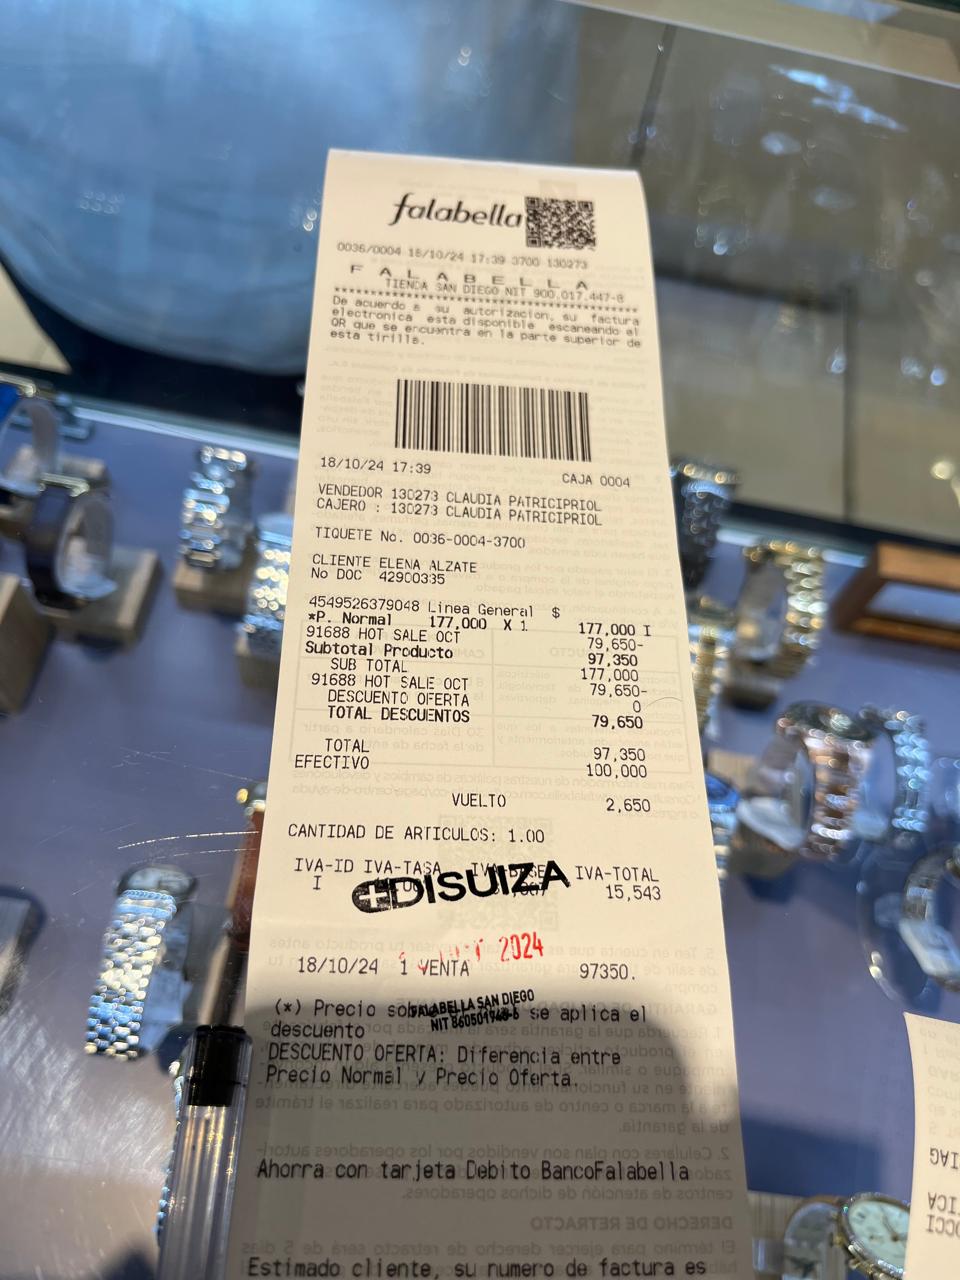 falabella
0036/0004 18/10/24 17:39 3700 130273
F A L A B E L L A
TIENDA SAN DIEGO NIT 900.017.447-8
****************************************
De acuerdo a su autorizacion, su factura
electronica esta disponible escaneando el
QR que se encuentra en la parte superior de
esta tirilla.
18/10/24 17:39
CAJA 0004
VENDEDOR 130273 CLAUDIA PATRICIPRIOL
CAJERO : 130273 CLAUDIA PATRICIPRIOL
TIQUETE No. 0036-0004-3700
CLIENTE ELENA ALZATE
No DOC 42900335
4549526379048 Linea General $
*P. Normal 177,000 X 1 177,000 I
91688 HOT SALE OCT 79,650-
Subtotal Producto 97,350
SUB TOTAL 177,000
91688 HOT SALE OCT 79,650-
DESCUENTO OFERTA 0
TOTAL DESCUENTOS 79,650
TOTAL 97,350
EFECTIVO 100,000
VUELTO 2,650
CANTIDAD DE ARTICULOS: 1.00
IVA-ID IVA-TASA IVA-BASE IVA-TOTAL
I 15,543
DISUIZA
2024
18/10/24 1 VENTA 97350.
FALABELLA SAN DIEGO
NIT 860501948-6
(*) Precio sobre se aplica el
descuento
DESCUENTO OFERTA: Diferencia entre
Precio Normal y Precio Oferta.
Ahorra con tarjeta Debito BancoFalabella
Estimado cliente, su numero de factura es